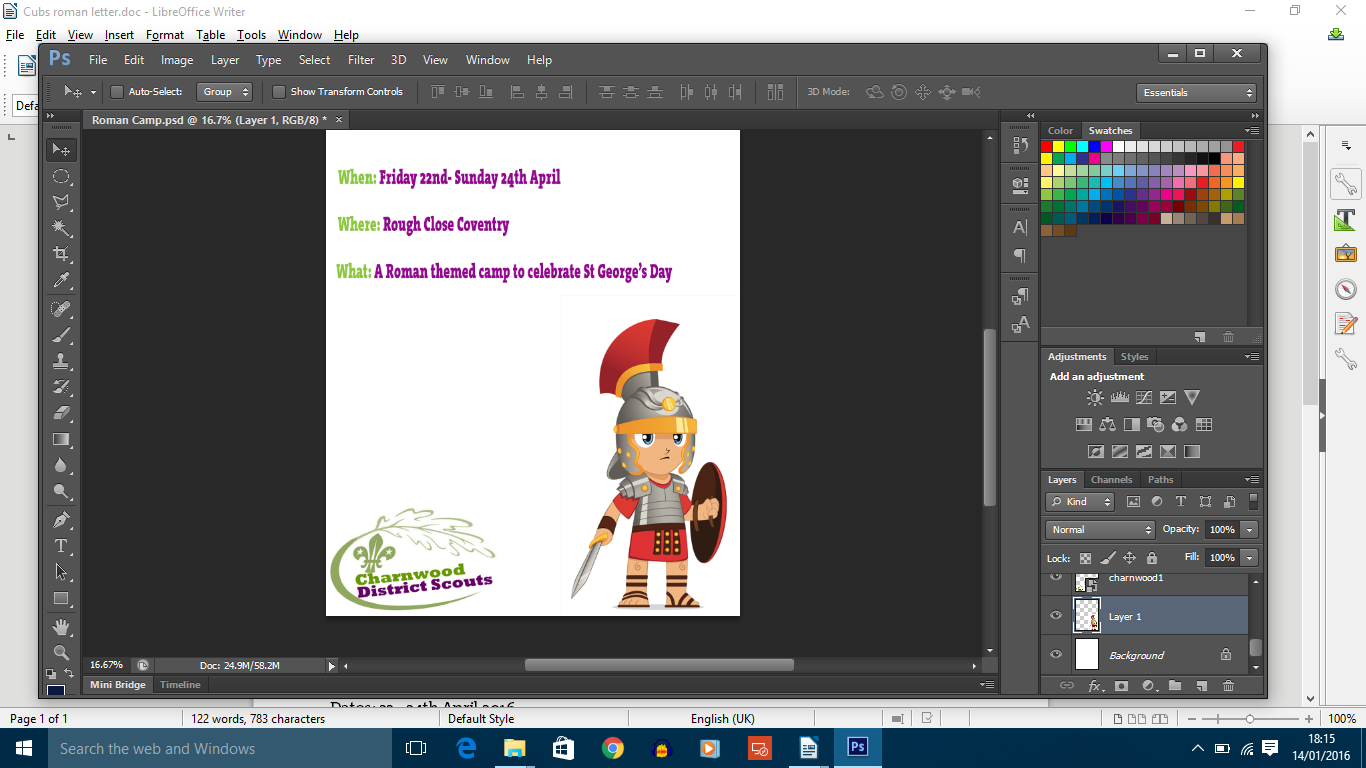 Cubs roman letter.doc - LibreOffice Writer
File Edit View Insert Format Table Tools Window Help
Ps File Edit Image Layer Type Select Filter 3D View Window Help
Auto-Select: Group Show Transform Controls 3D Mode: Essentials
Defa
Roman Camp.psd @ 16.7% (Layer 1, RGB/8) * ×
Color Swatches
When: Friday 22nd- Sunday 24th April
Where: Rough Close Coventry
What: A Roman themed camp to celebrate St George's Day
Charnwood
District Scouts
Adjustments Styles
Add an adjustment
Layers Channels Paths
Kind
Normal Opacity: 100%
Lock: Fill: 100%
charnwood1
Layer 1
Background
16.67% Doc: 24.9M/58.2M
Mini Bridge Timeline
Page 1 of 1 122 words, 783 characters Default Style English (UK) 100%
Search the web and Windows
Ps
18:15
14/01/2016